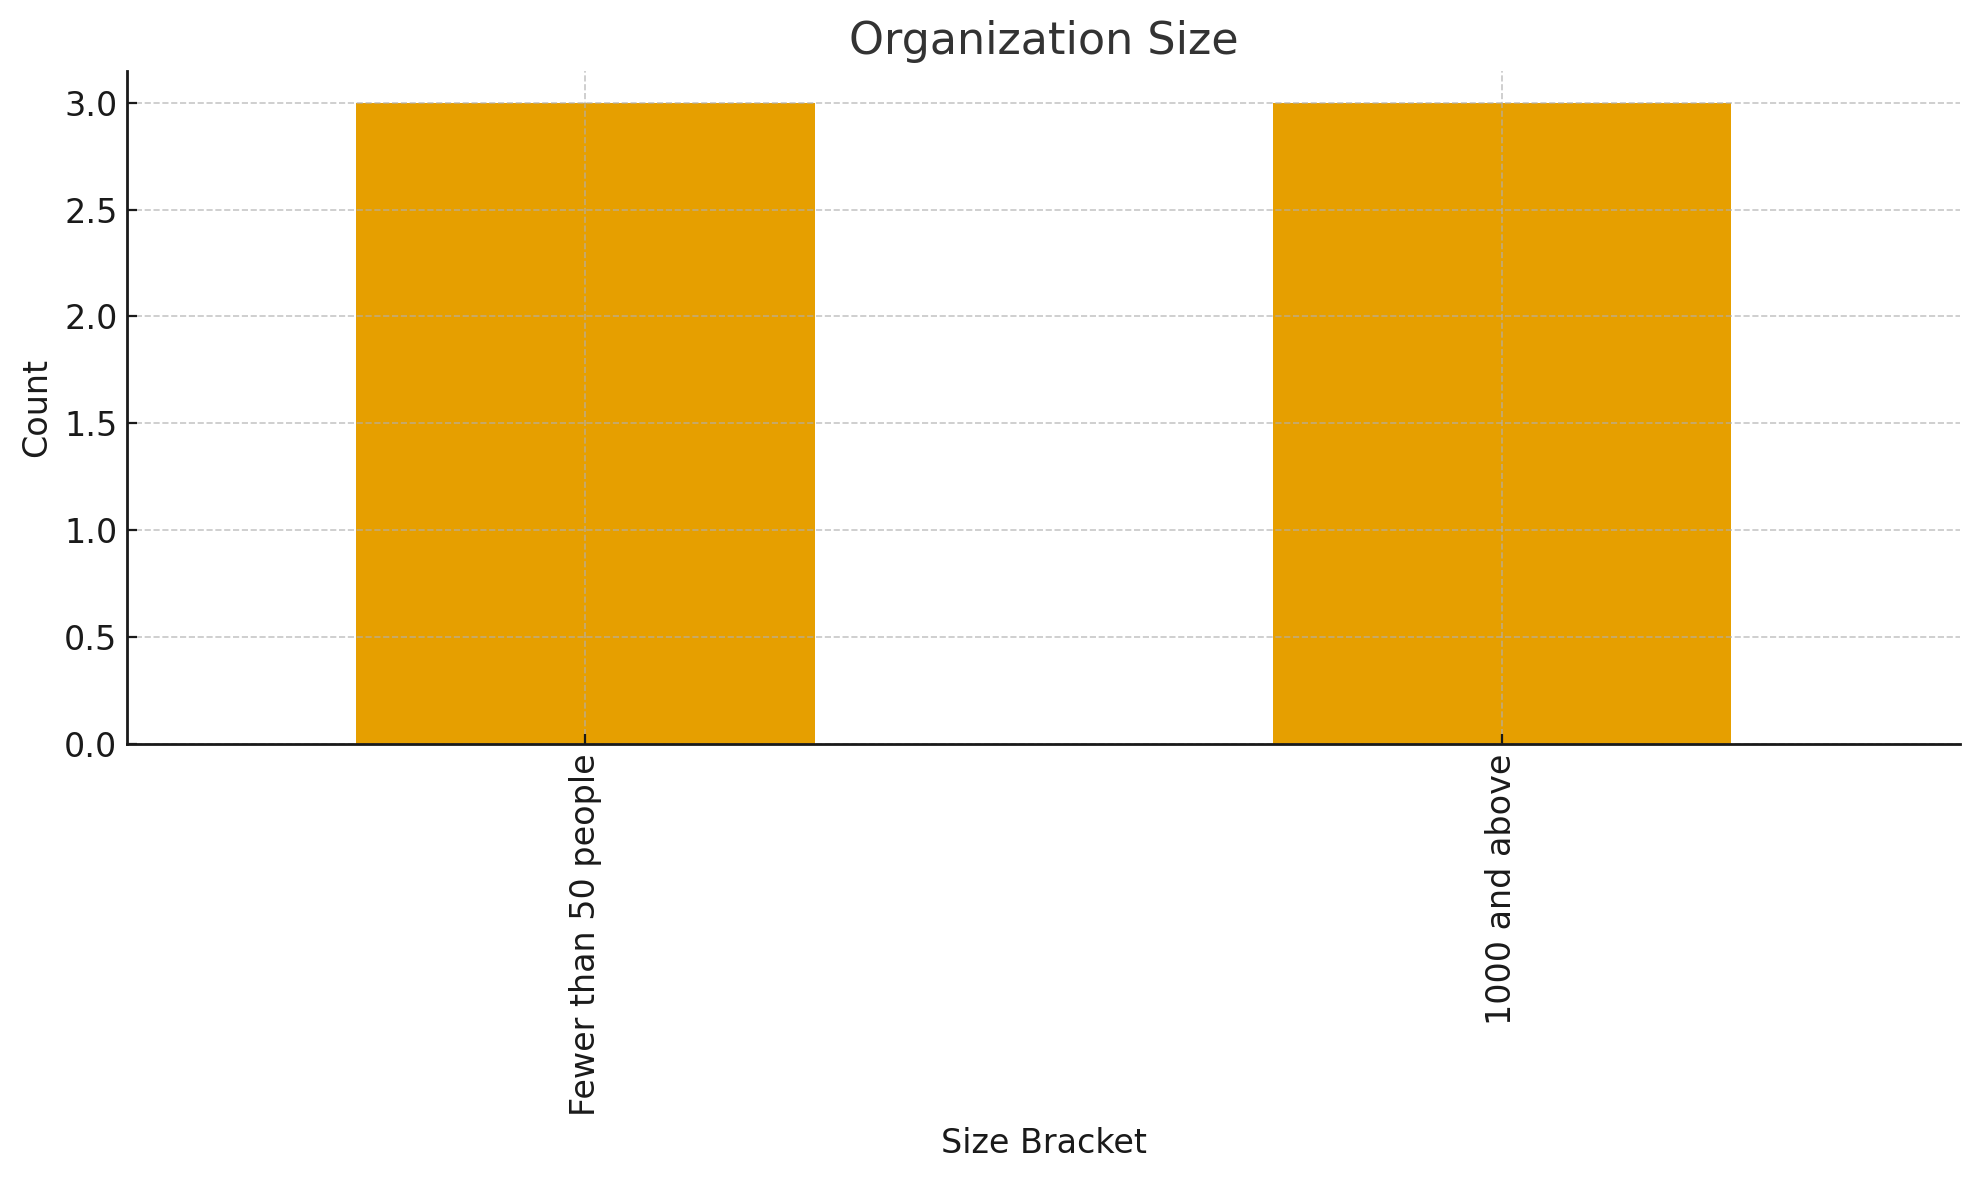 Organization Size
3.0
2.5
2.0
1.5
1.0
0.5
0.0
Count
Fewer than 50 people
1000 and above
Size Bracket